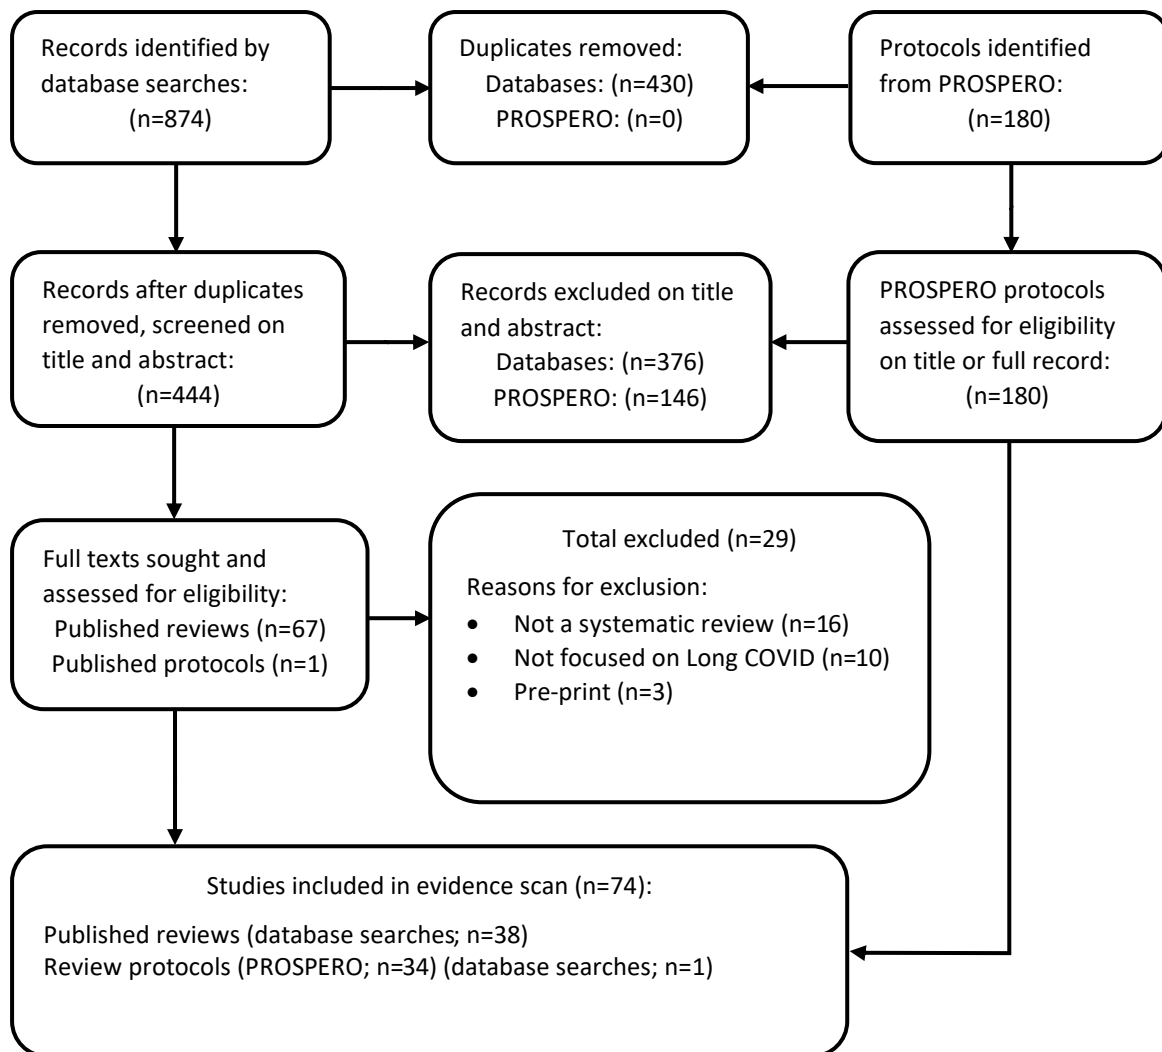 Records identified by
database searches:
(n=874)
Duplicates removed:
Databases: (n=430)
PROSPERO: (n=0)
Protocols identified
from PROSPERO:
(n=180)
Records after duplicates
removed, screened on
title and abstract:
(n=444)
Records excluded on title
and abstract:
Databases: (n=376)
PROSPERO: (n=146)
PROSPERO protocols
assessed for eligibility
on title or full record:
(n=180)
Full texts sought and
assessed for eligibility:
Published reviews (n=67)
Published protocols (n=1)
Total excluded (n=29)
Reasons for exclusion:
• Not a systematic review (n=16)
• Not focused on Long COVID (n=10)
• Pre-print (n=3)
Studies included in evidence scan (n=74):
Published reviews (database searches; n=38)
Review protocols (PROSPERO; n=34) (database searches; n=1)